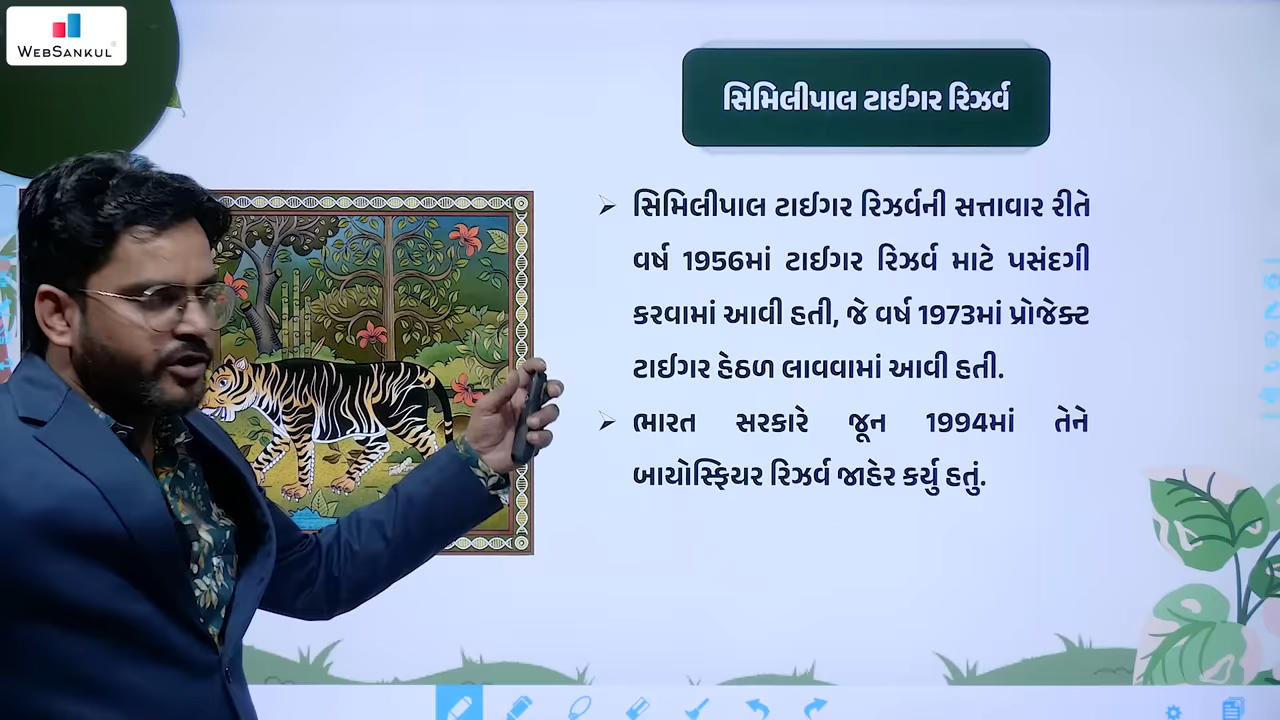 WEBSANKUL
સિમિલીપાલ ટાઈગર રિઝર્વ
સિમિલીપાલ ટાઈગર રિઝર્વની સત્તાવાર રીતે
વર્ષ 1956માં ટાઈગર રિઝર્વ માટે પસંદગી
કરવામાં આવી હતી, જે વર્ષ 1973માં પ્રોજેક્ટ
ટાઈગર હેઠળ લાવવામાં આવી હતી.
ભારત સરકારે જૂન 1994માં તેને
બાયોસ્ફિયર રિઝર્વ જાહેર કર્યુ હતું.